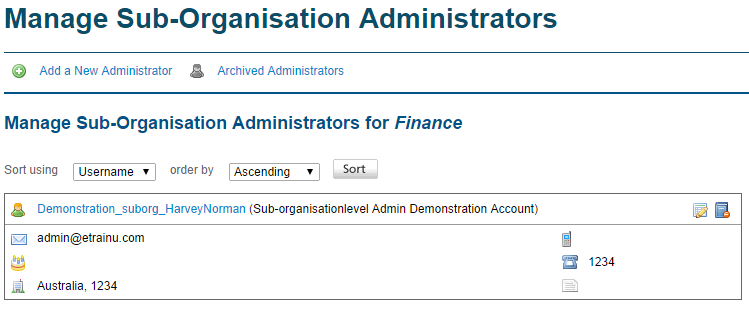 Manage Sub-Organisation Administrators
Add a New Administrator Archived Administrators
Manage Sub-Organisation Administrators for Finance
Sort using Username order by Ascending Sort
Demonstration_suborg_HarveyNorman (Sub-organisationlevel Admin Demonstration Account)
admin@etrainu.com
1234
Australia, 1234